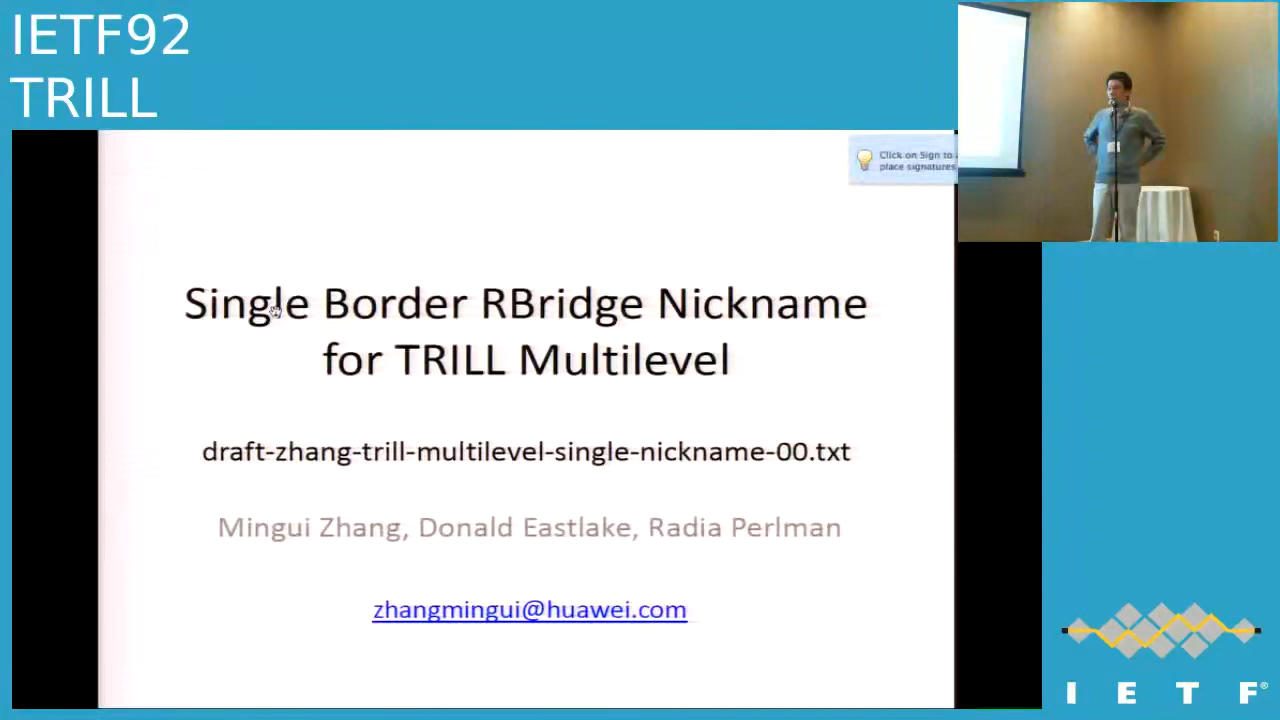 IETF92
TRILL
Click on Sign to
place signatures
Single Border RBridge Nickname
for TRILL Multilevel
draft-zhang-trill-multilevel-single-nickname-00.txt
Mingui Zhang, Donald Eastlake, Radia Perlman
zhangmingui@huawei.com
I E T F®